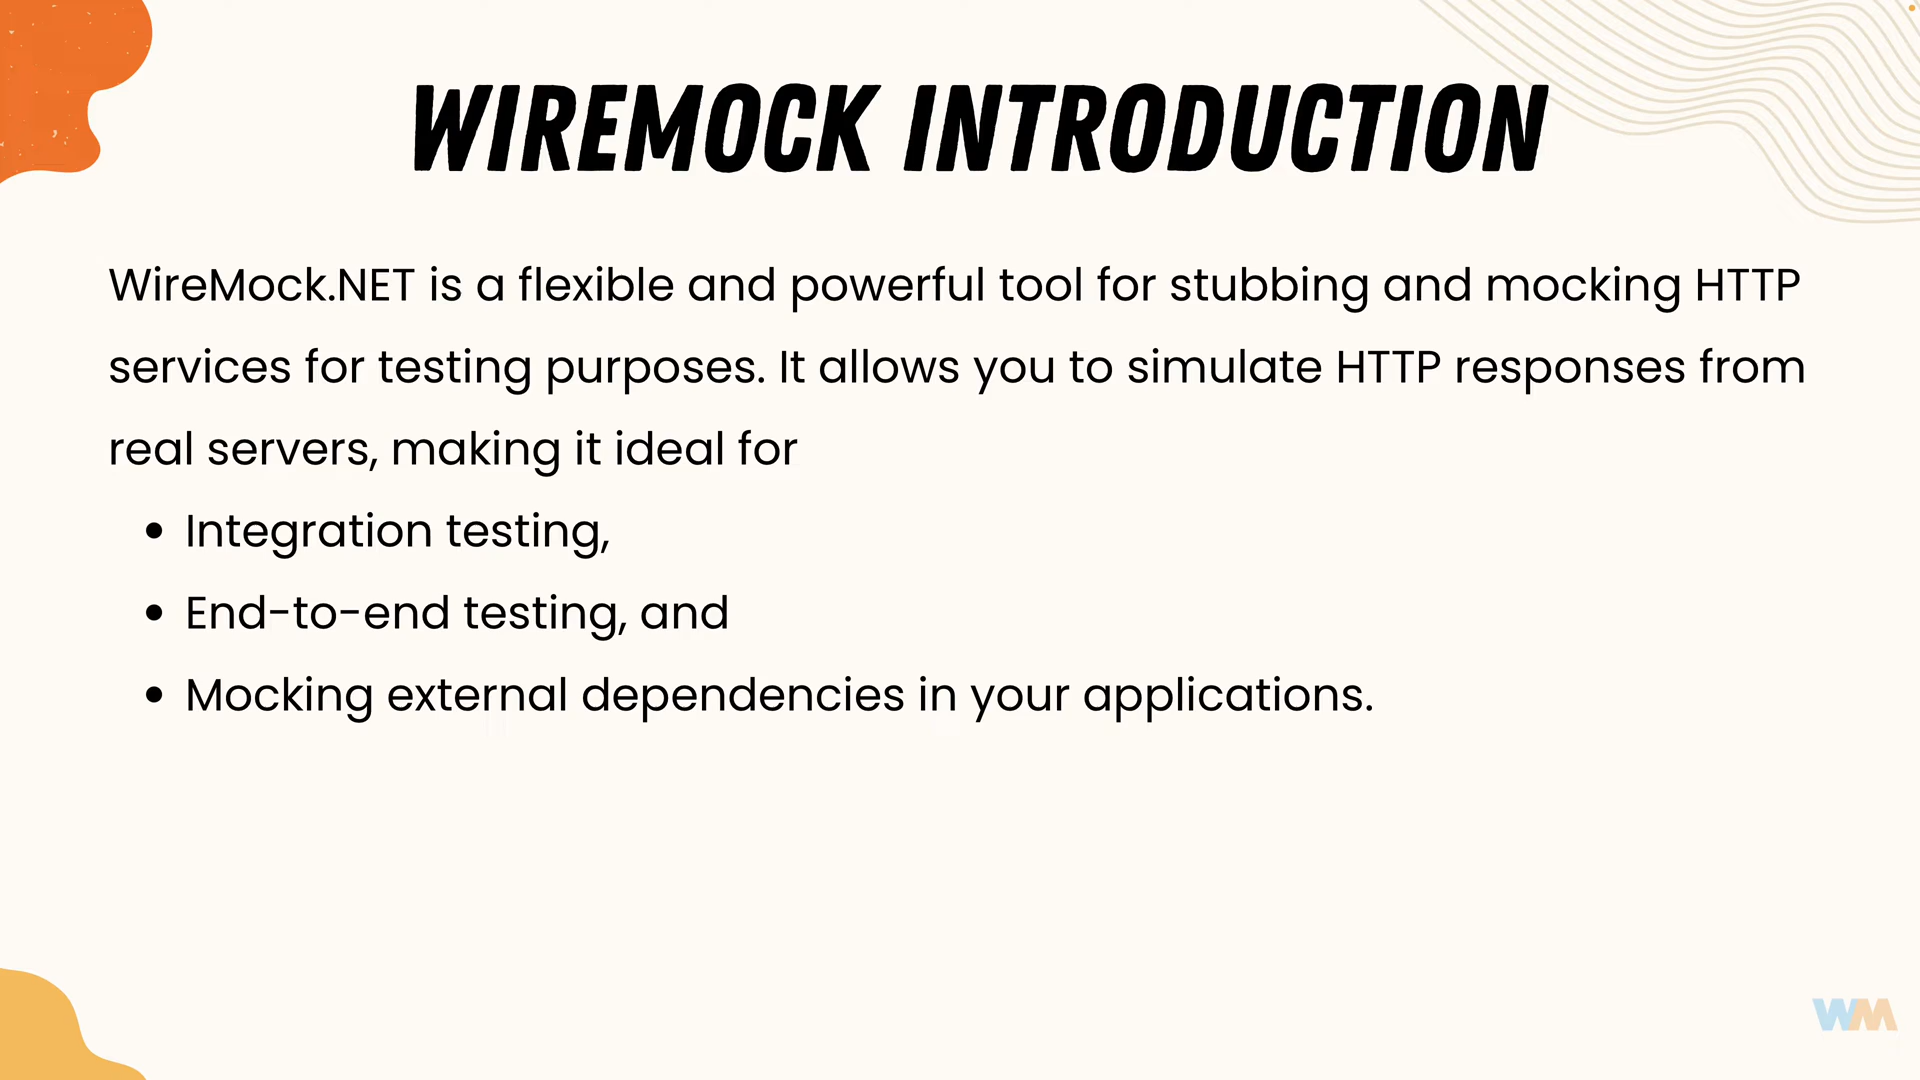 WIREMOCK INTRODUCTION
WireMock.NET is a flexible and powerful tool for stubbing and mocking HTTP
services for testing purposes. It allows you to simulate HTTP responses from
real servers, making it ideal for
• Integration testing,
• End-to-end testing, and
• Mocking external dependencies in your applications.
WM